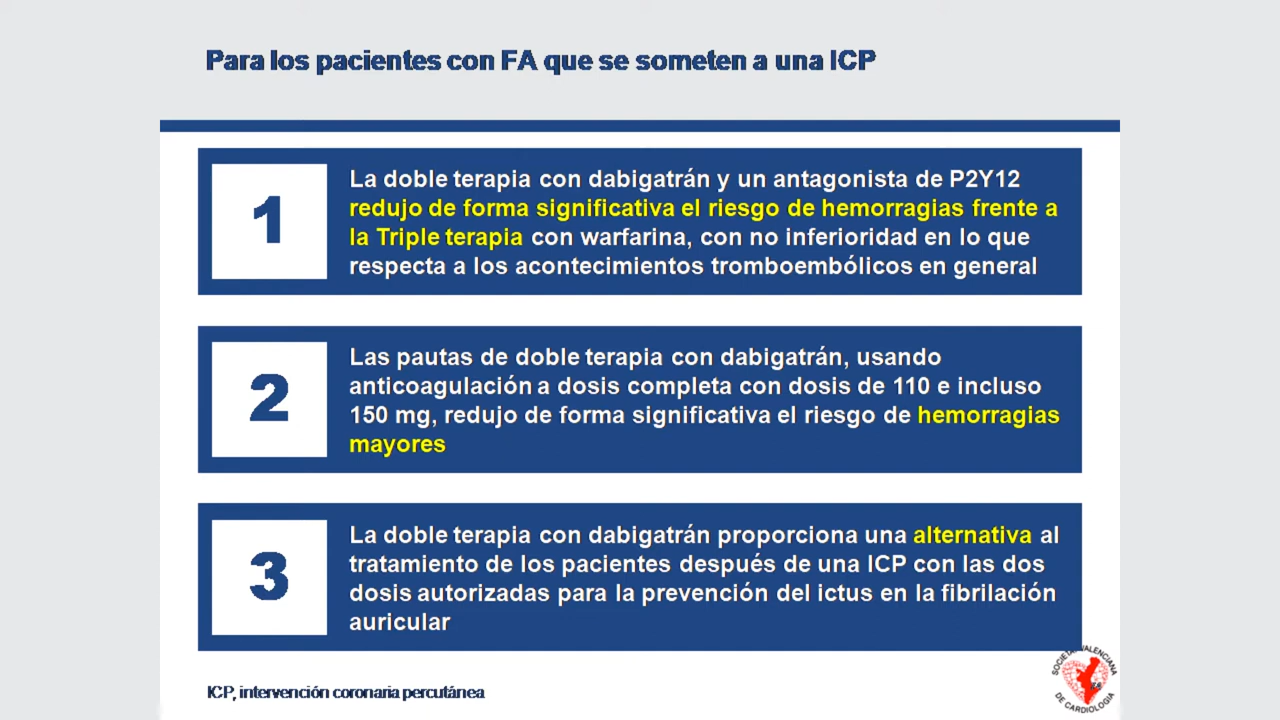 Para los pacientes con FA que se someten a una ICP
1
La doble terapia con dabigatrán y un antagonista de P2Y12
redujo de forma significativa el riesgo de hemorragias frente a
la Triple terapia con warfarina, con no inferioridad en lo que
respecta a los acontecimientos tromboembólicos en general
2
Las pautas de doble terapia con dabigatrán, usando
anticoagulación a dosis completa con dosis de 110 e incluso
150 mg, redujo de forma significativa el riesgo de hemorragias
mayores
3
La doble terapia con dabigatrán proporciona una alternativa al
tratamiento de los pacientes después de una ICP con las dos
dosis autorizadas para la prevención del ictus en la fibrilación
auricular
ICP, intervención coronaria percutánea
SOCIETAT VALENCIANA
DE CARDIOLOGIA